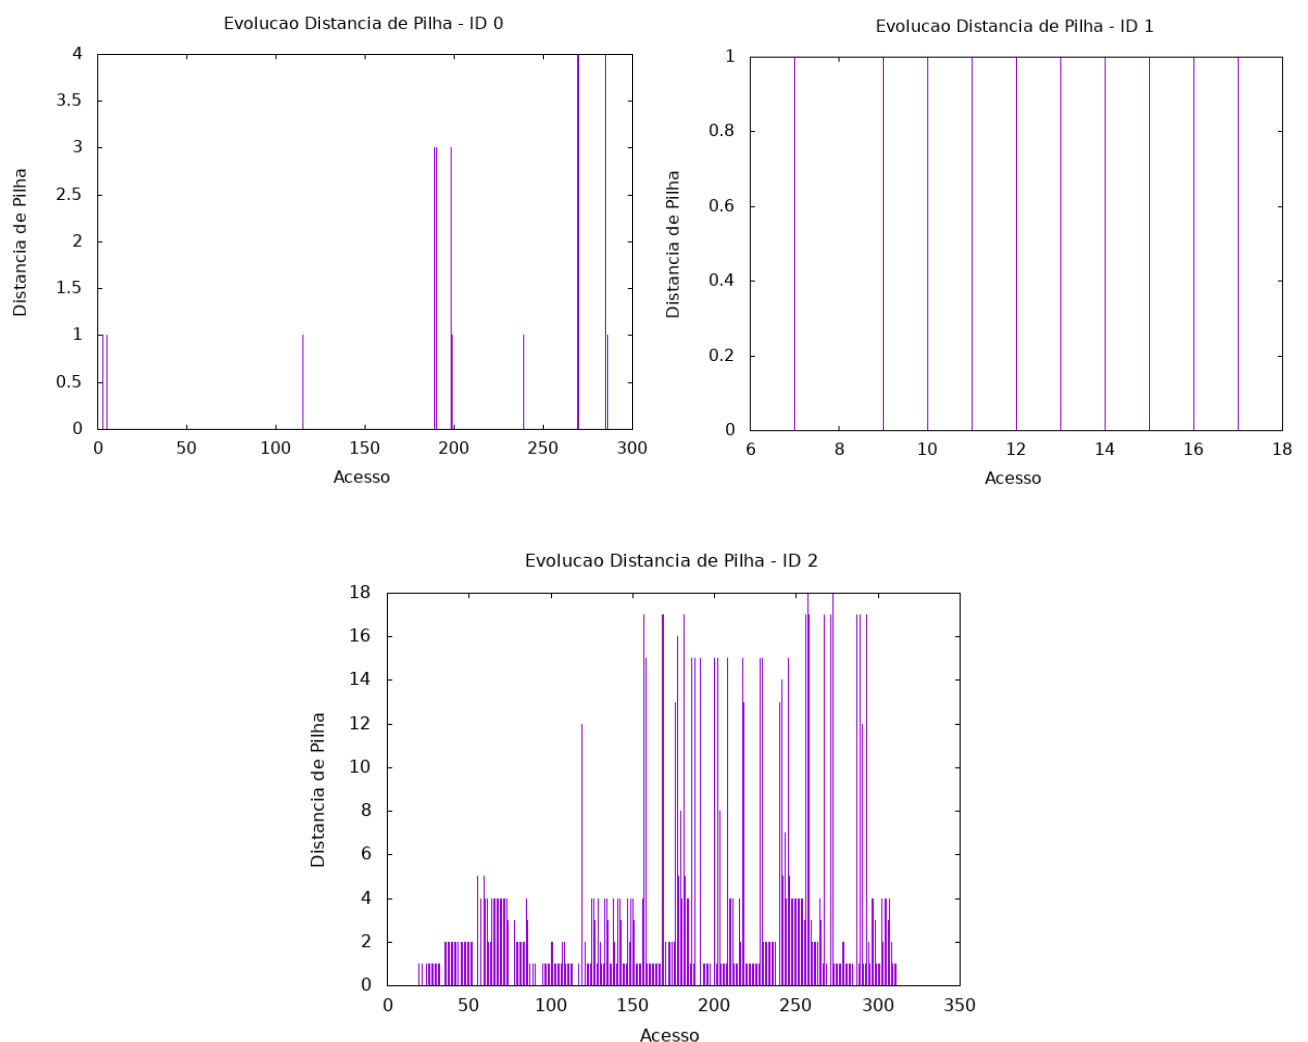 Evolucao Distancia de Pilha - ID 0
4
3.5
3
2.5
2
1.5
1
0.5
0
Distancia de Pilha
0 50 100 150 200 250 300
Acesso
Evolucao Distancia de Pilha - ID 1
1
0.8
0.6
0.4
0.2
0
Distancia de Pilha
6 8 10 12 14 16 18
Acesso
Evolucao Distancia de Pilha - ID 2
18
16
14
12
10
8
6
4
2
0
Distancia de Pilha
0 50 100 150 200 250 300 350
Acesso